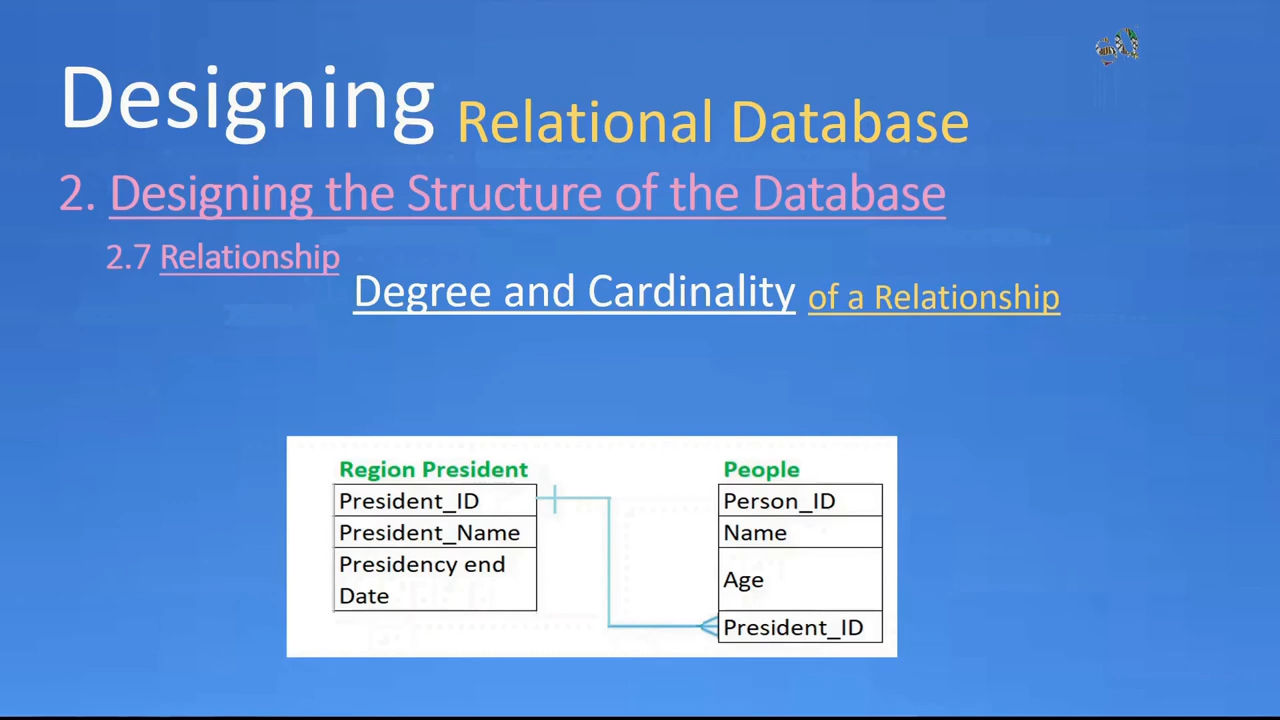 Designing Relational Database
2. Designing the Structure of the Database
2.7 Relationship
Degree and Cardinality of a Relationship
Region President
President_ID
President_Name
Presidency end
Date
People
Person_ID
Name
Age
President_ID